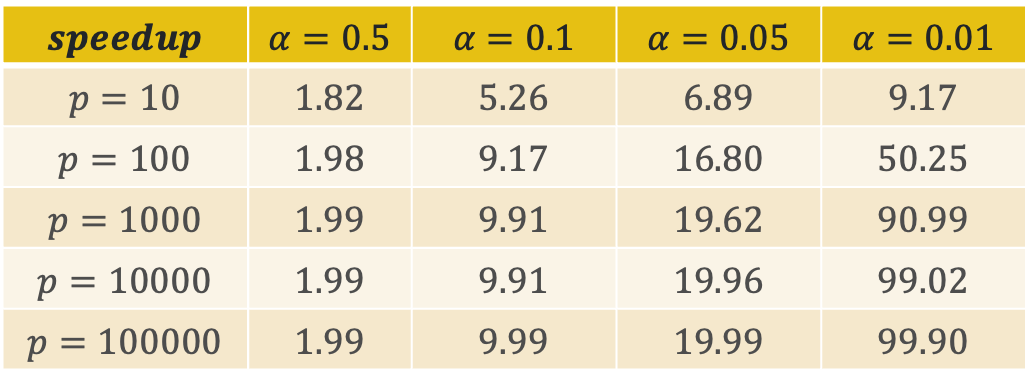 speedup α = 0.5 α = 0.1 α = 0.05 α = 0.01
p = 10 1.82 5.26 6.89 9.17
p = 100 1.98 9.17 16.80 50.25
p = 1000 1.99 9.91 19.62 90.99
p = 10000 1.99 9.91 19.96 99.02
p = 100000 1.99 9.99 19.99 99.90